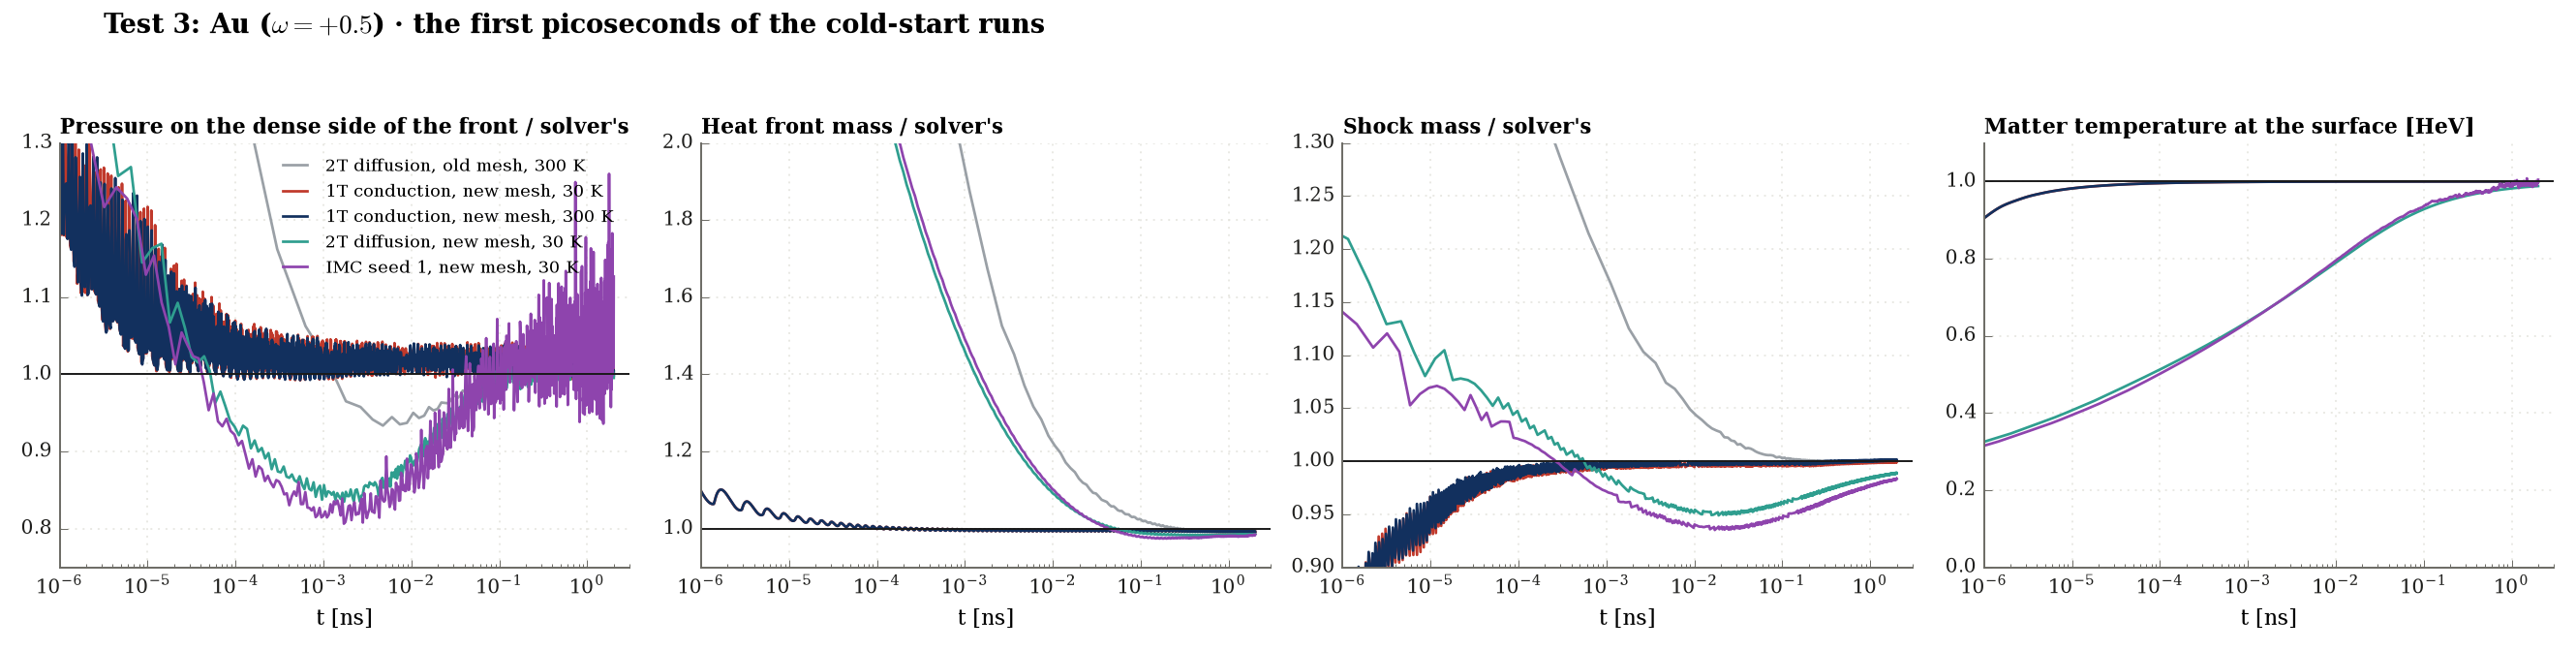 Test 3: Au (ω = +0.5) · the first picoseconds of the cold-start runs
Pressure on the dense side of the front / solver's
1.3
1.2
1.1
1.0
0.9
0.8
2T diffusion, old mesh, 300 K
1T conduction, new mesh, 30 K
1T conduction, new mesh, 300 K
2T diffusion, new mesh, 30 K
IMC seed 1, new mesh, 30 K
10⁻⁶ 10⁻⁵ 10⁻⁴ 10⁻³ 10⁻² 10⁻¹ 10⁰
t [ns]
Heat front mass / solver's
2.0
1.8
1.6
1.4
1.2
1.0
10⁻⁶ 10⁻⁵ 10⁻⁴ 10⁻³ 10⁻² 10⁻¹ 10⁰
t [ns]
Shock mass / solver's
1.30
1.25
1.20
1.15
1.10
1.05
1.00
0.95
0.90
10⁻⁶ 10⁻⁵ 10⁻⁴ 10⁻³ 10⁻² 10⁻¹ 10⁰
t [ns]
Matter temperature at the surface [HeV]
1.0
0.8
0.6
0.4
0.2
0.0
10⁻⁶ 10⁻⁵ 10⁻⁴ 10⁻³ 10⁻² 10⁻¹ 10⁰
t [ns]